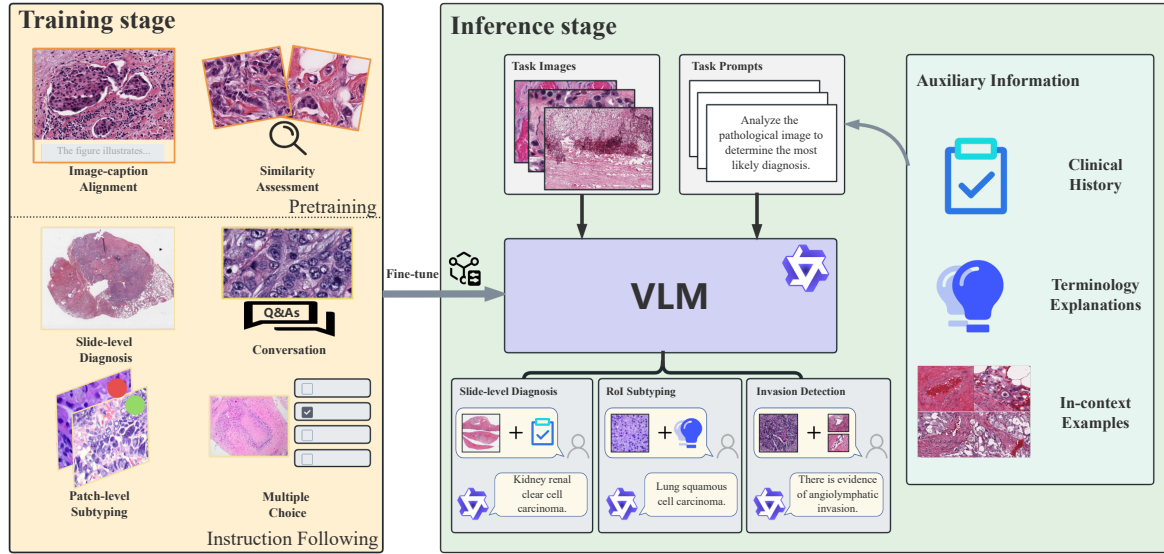 Training stage
The figure illustrates...
Image-caption
Alignment
Similarity
Assessment
Pretraining
Slide-level
Diagnosis
Q&As
Conversation
Patch-level
Subtyping
Multiple
Choice
Instruction Following
Fine-tune
Inference stage
Task Images
Task Prompts
Analyze the
pathological image to
determine the most
likely diagnosis.
VLM
Slide-level Diagnosis
Kidney renal
clear cell
carcinoma.
RoI Subtyping
Lung squamous
cell carcinoma.
Invasion Detection
There is evidence of
angiolymphatic
invasion.
Auxiliary Information
Clinical
History
Terminology
Explanations
In-context
Examples